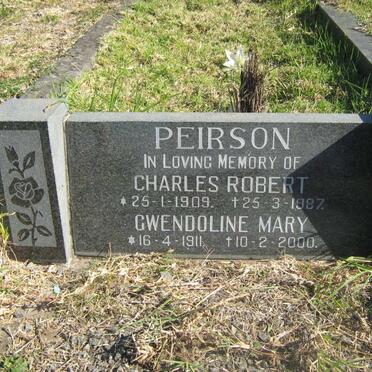 PEIRSON
IN LOVING MEMORY OF
CHARLES ROBERT
*25-1-1909. †25-3-1987.
GWENDOLINE MARY
*16-4-1911. †10-2-2000.